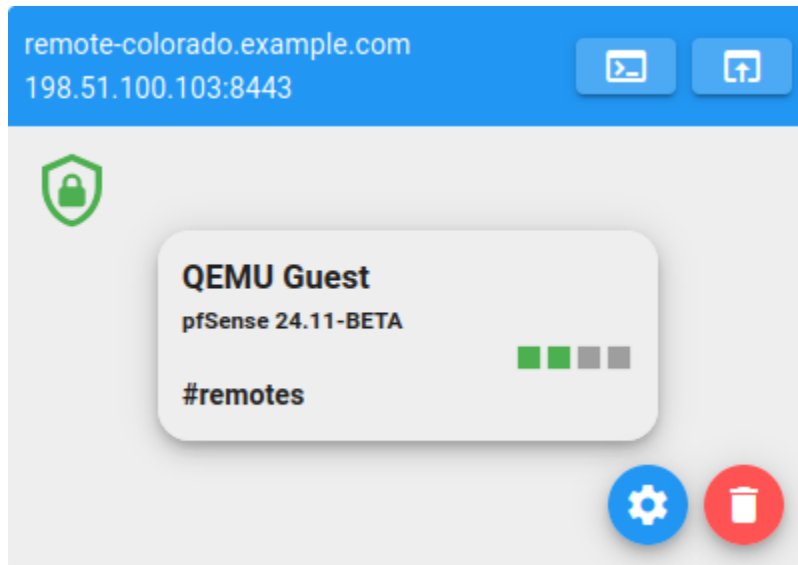 remote-colorado.example.com
198.51.100.103:8443
QEMU Guest
pfSense 24.11-BETA
#remotes